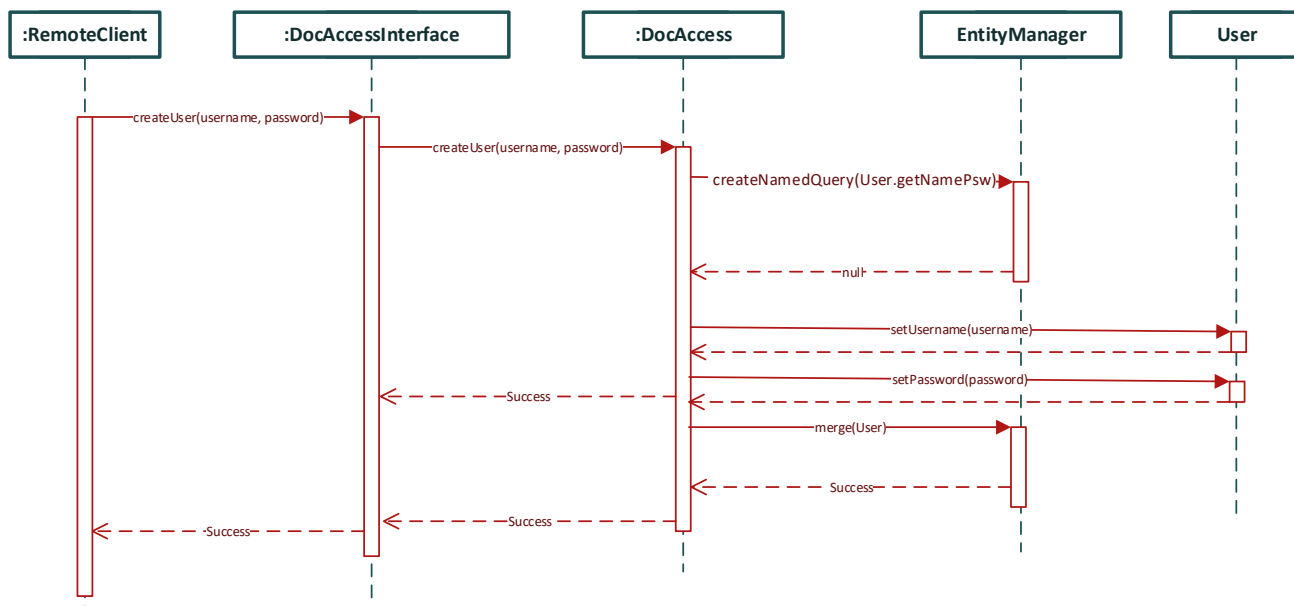 :RemoteClient
:DocAccessInterface
:DocAccess
EntityManager
User
createUser(username, password)
createUser(username, password)
createNamedQuery(User.getNamePsw)
null
setUsername(username)
setPassword(password)
Success
merge(User)
Success
Success
Success